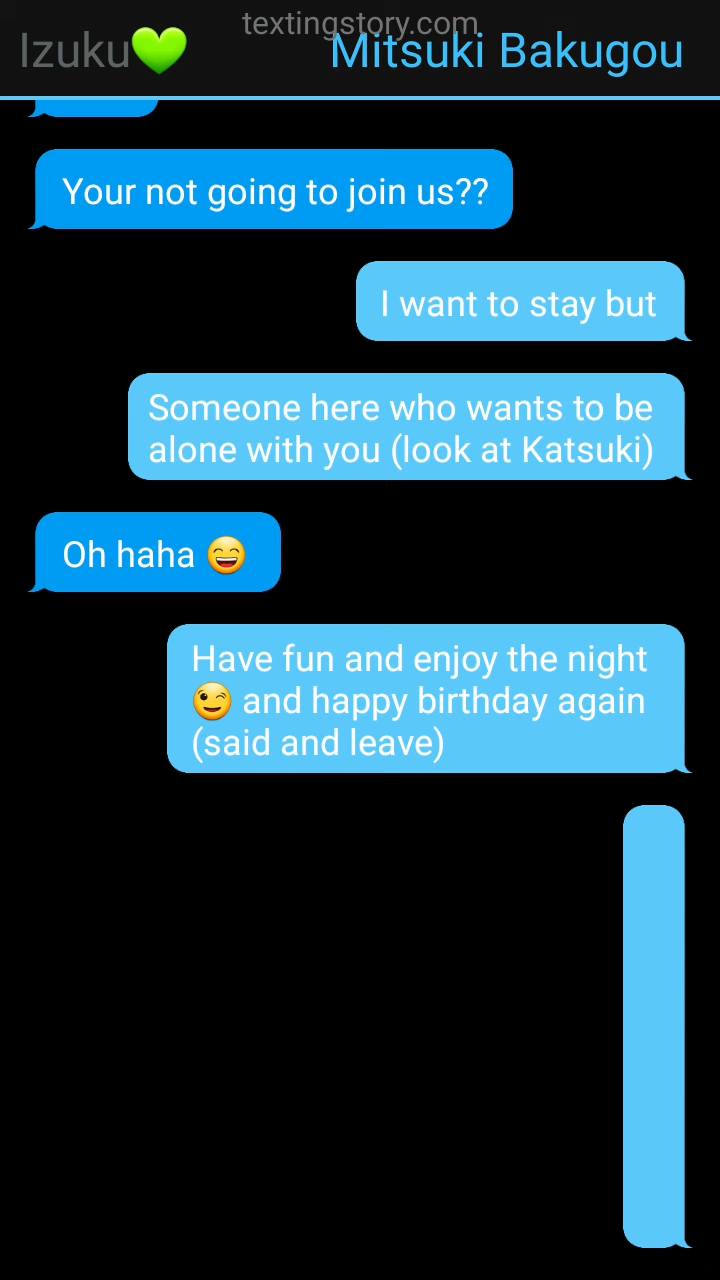 textingstory.com
Izuku💚
Mitsuki Bakugou
Your not going to join us??
I want to stay but
Someone here who wants to be
alone with you (look at Katsuki)
Oh haha 😄
Have fun and enjoy the night
😉 and happy birthday again
(said and leave)